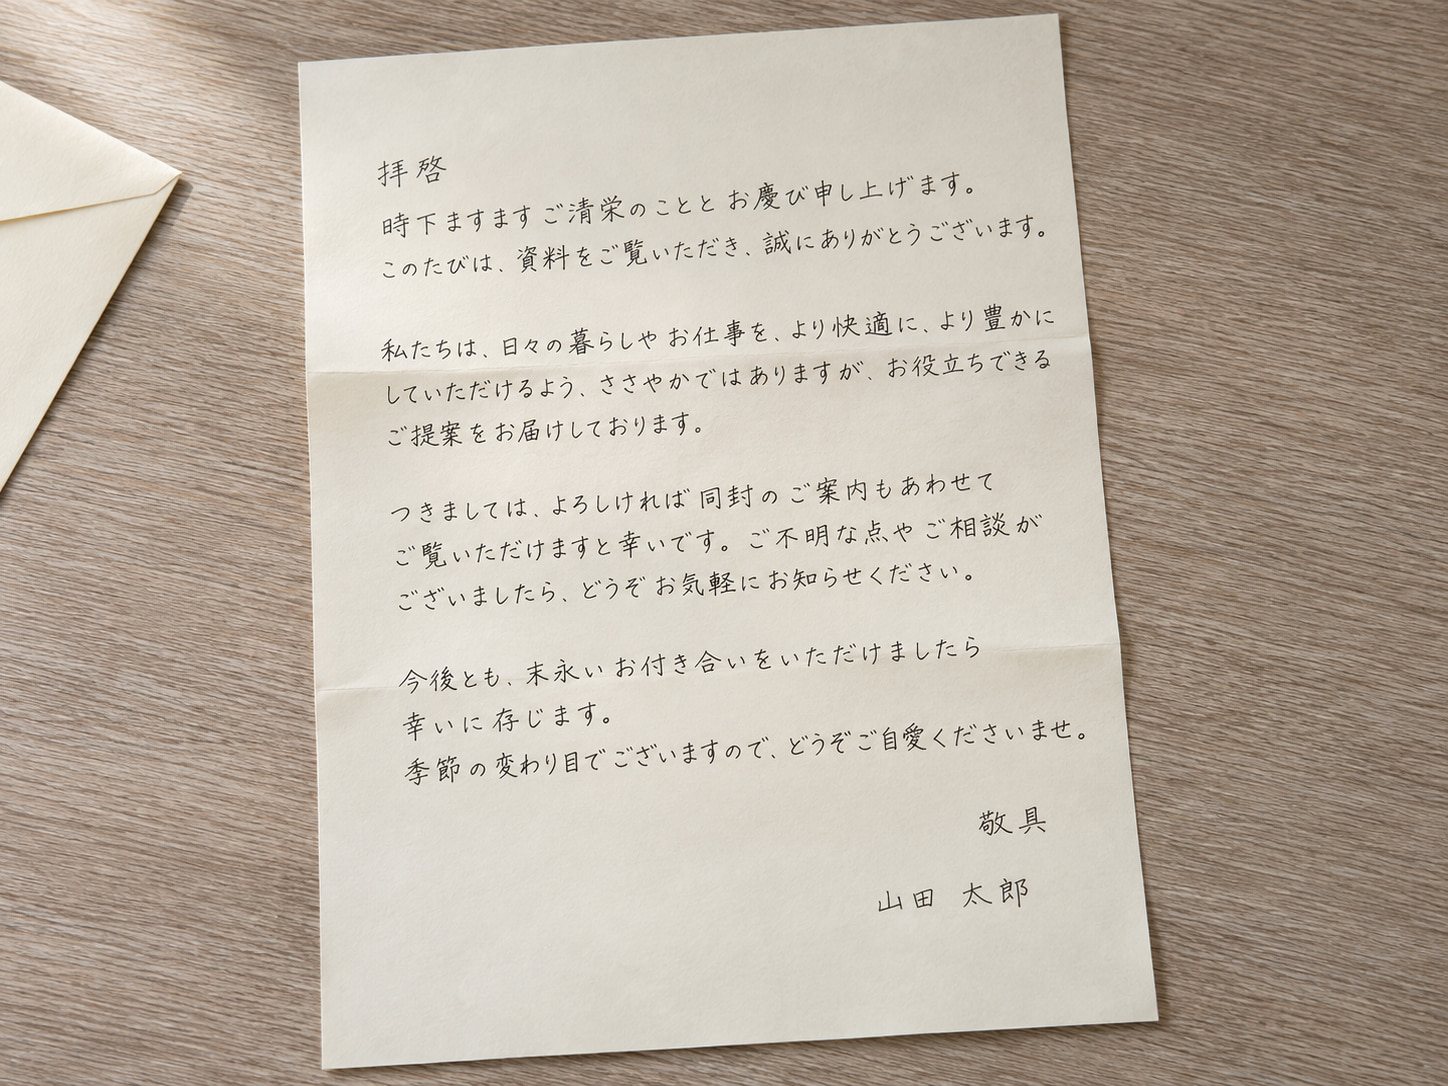 拝啓
時下ますますご清栄のこととお慶び申し上げます。
このたびは、資料をご覧いただき、誠にありがとうございます。
私たちは、日々の暮らしやお仕事を、より快適に、より豊かに
していただけるよう、ささやかではありますが、お役立ちできる
ご提案をお届けしております。
つきましては、よろしければ同封のご案内もあわせて
ご覧いただけますと幸いです。ご不明な点やご相談が
ございましたら、どうぞお気軽にお知らせください。
今後とも、末永いお付き合いをいただけましたら
幸いに存じます。
季節の変わり目でございますので、どうぞご自愛くださいませ。
敬具
山田 太郎